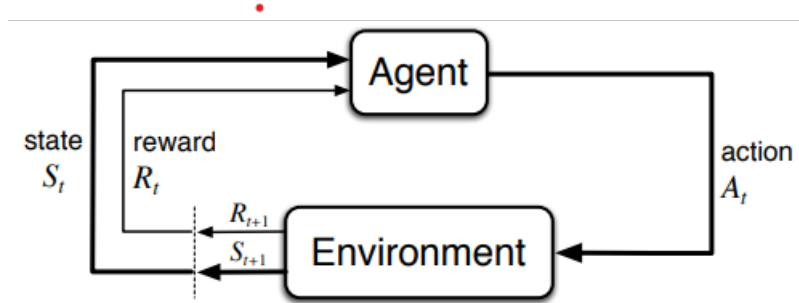 Agent
state
S_t
reward
R_t
action
A_t
R_{t+1}
S_{t+1}
Environment